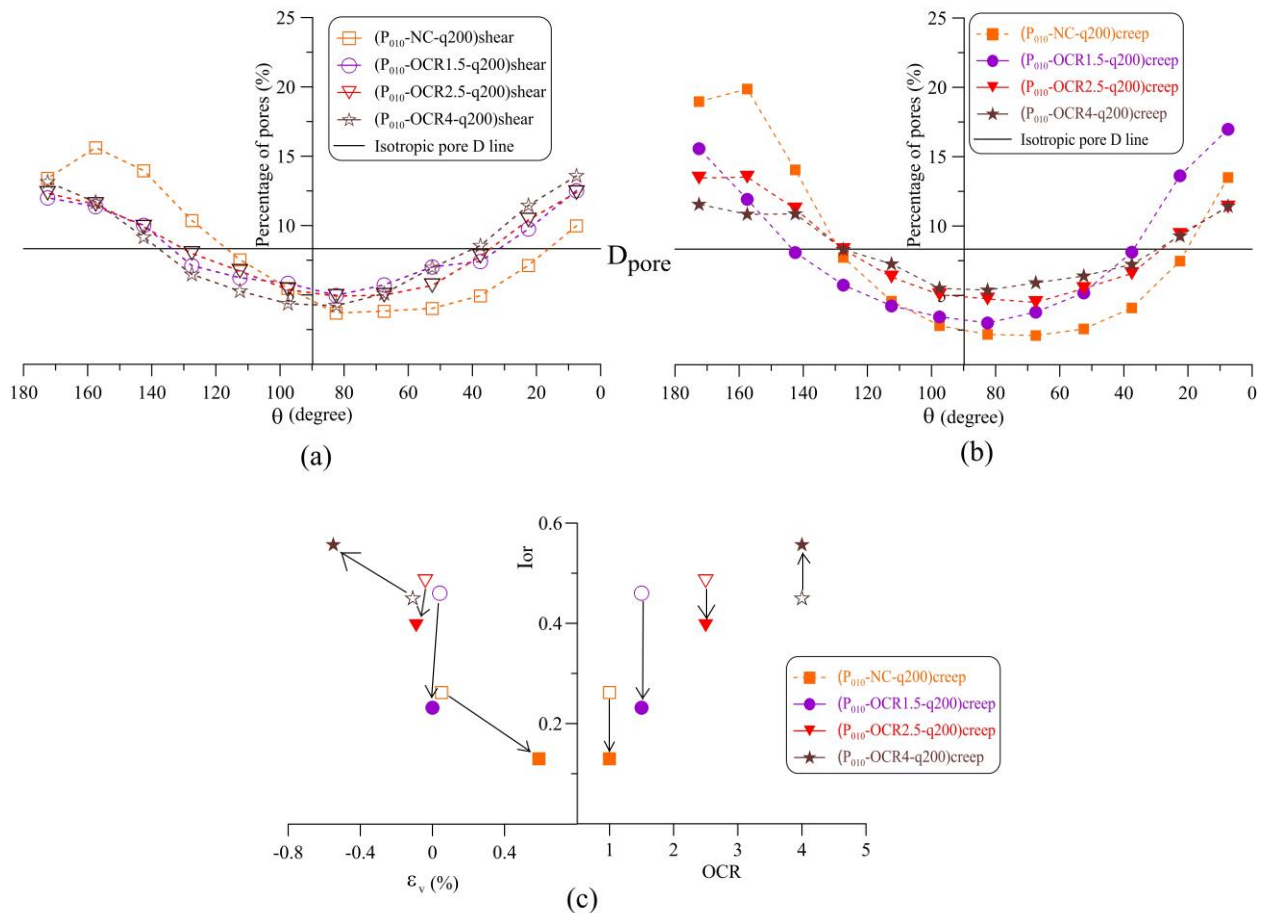 25
20
15
10
Percentage of pores (%)
(P₀₁₀-NC-q200)shear
(P₀₁₀-OCR1.5-q200)shear
(P₀₁₀-OCR2.5-q200)shear
(P₀₁₀-OCR4-q200)shear
Isotropic pore D line
180 160 140 120 100 80 60 40 20 0
θ (degree)
(a)
D_pore
25
20
15
10
5
Percentage of pores (%)
(P₀₁₀-NC-q200)creep
(P₀₁₀-OCR1.5-q200)creep
(P₀₁₀-OCR2.5-q200)creep
(P₀₁₀-OCR4-q200)creep
Isotropic pore D line
180 160 140 120 100 80 60 40 20 0
θ (degree)
(b)
0.6
0.4
0.2
Ior
(P₀₁₀-NC-q200)creep
(P₀₁₀-OCR1.5-q200)creep
(P₀₁₀-OCR2.5-q200)creep
(P₀₁₀-OCR4-q200)creep
-0.8 -0.4 0 0.4 1 2 3 4 5
εᵥ (%) OCR
(c)